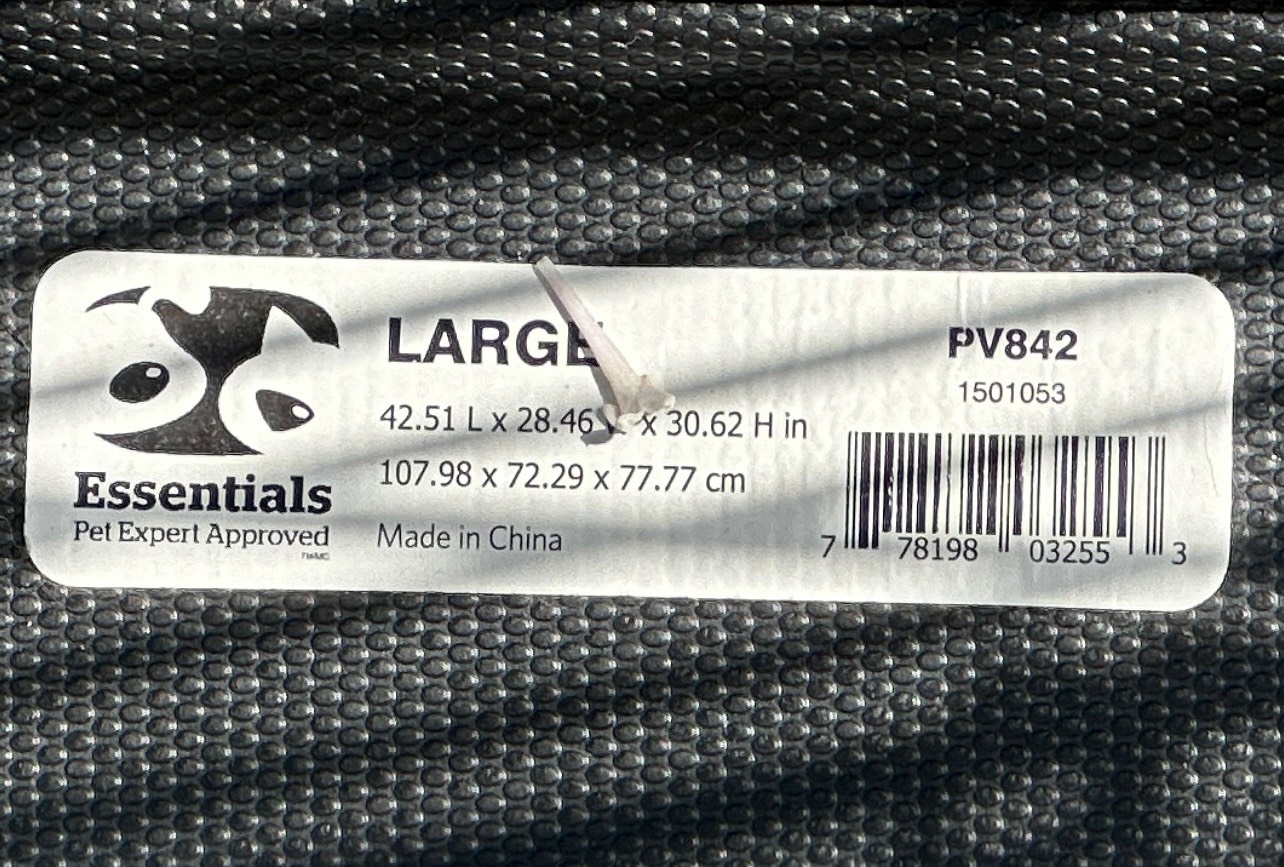 LARGE
42.51 L x 28.46 x 30.62 H in
107.98 x 72.29 x 77.77 cm
Made in China
Essentials
Pet Expert Approved
PV842
1501053
7 78198 03255 3